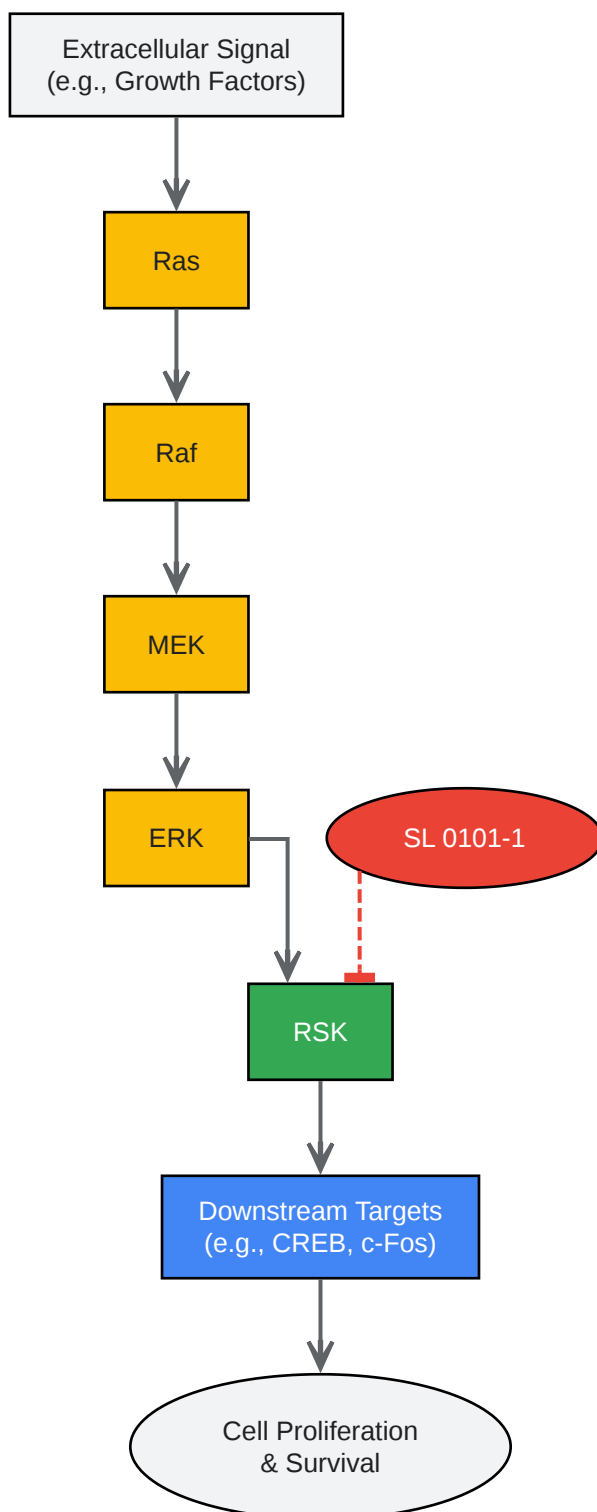 Extracellular Signal
(e.g., Growth Factors)
Ras
Raf
MEK
ERK
SL 0101-1
RSK
Downstream Targets
(e.g., CREB, c-Fos)
Cell Proliferation
& Survival